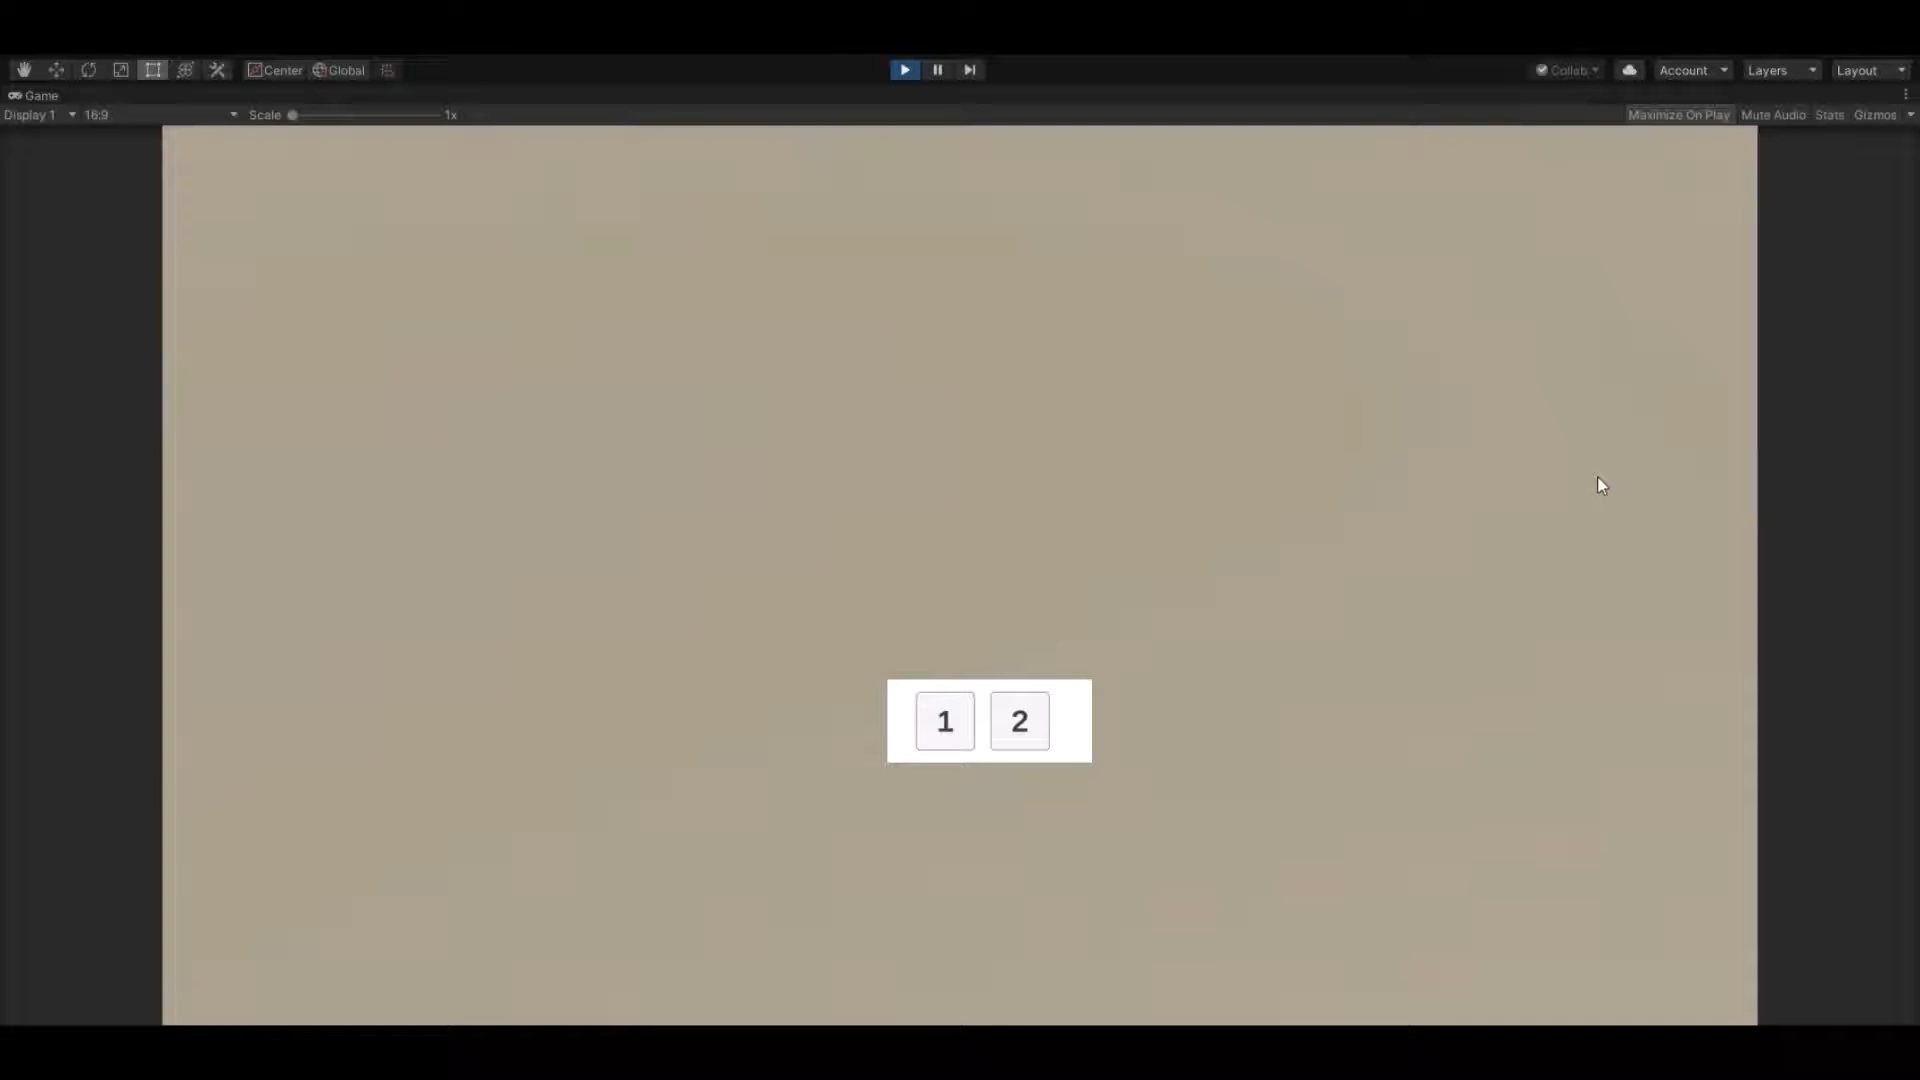 Center Global Collab Account Layers Layout
Game
Display 1 16:9 Scale 1x Maximize On Play Mute Audio Stats Gizmos
1 2